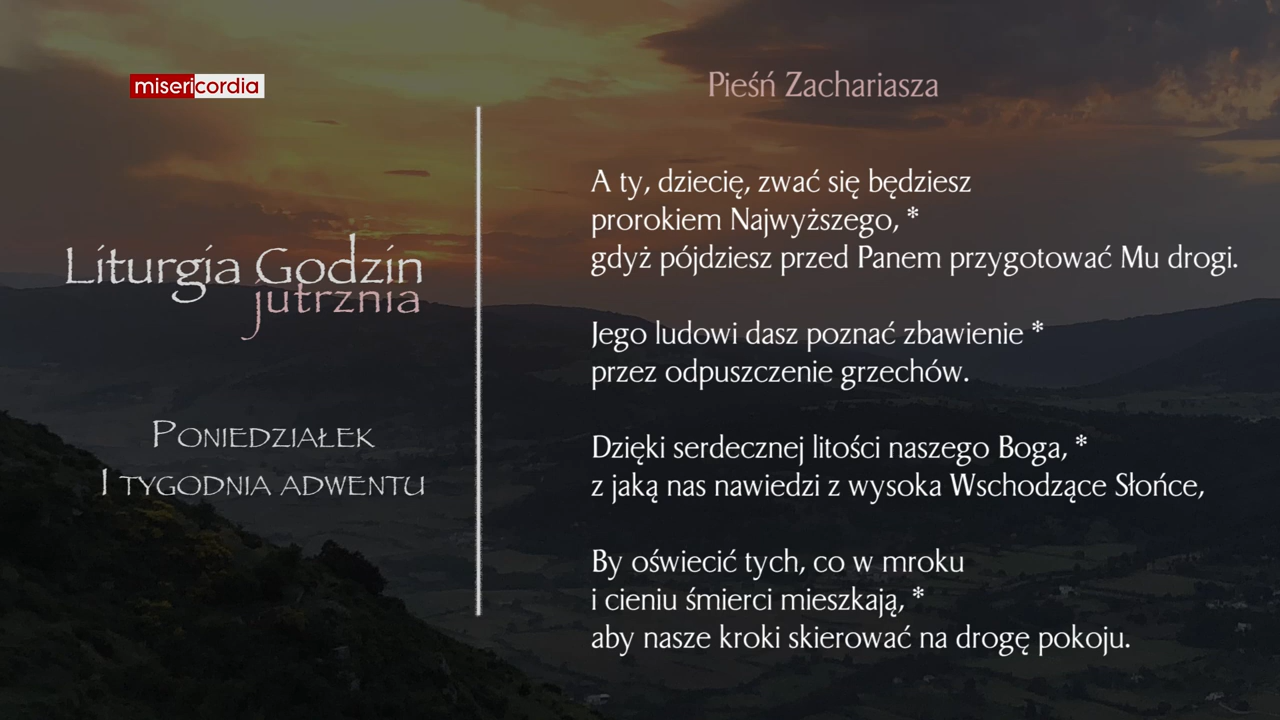 misericordia
Liturgia Godzin
jutrznia
Poniedziałek
I tygodnia adwentu
Pieśń Zachariasza
A ty, dziecię, zwać się będziesz
prorokiem Najwyższego, *
gdyż pójdziesz przed Panem przygotować Mu drogi.
Jego ludowi dasz poznać zbawienie *
przez odpuszczenie grzechów.
Dzięki serdecznej litości naszego Boga, *
z jaką nas nawiedzi z wysoka Wschodzące Słońce,
By oświecić tych, co w mroku
i cieniu śmierci mieszkają, *
aby nasze kroki skierować na drogę pokoju.